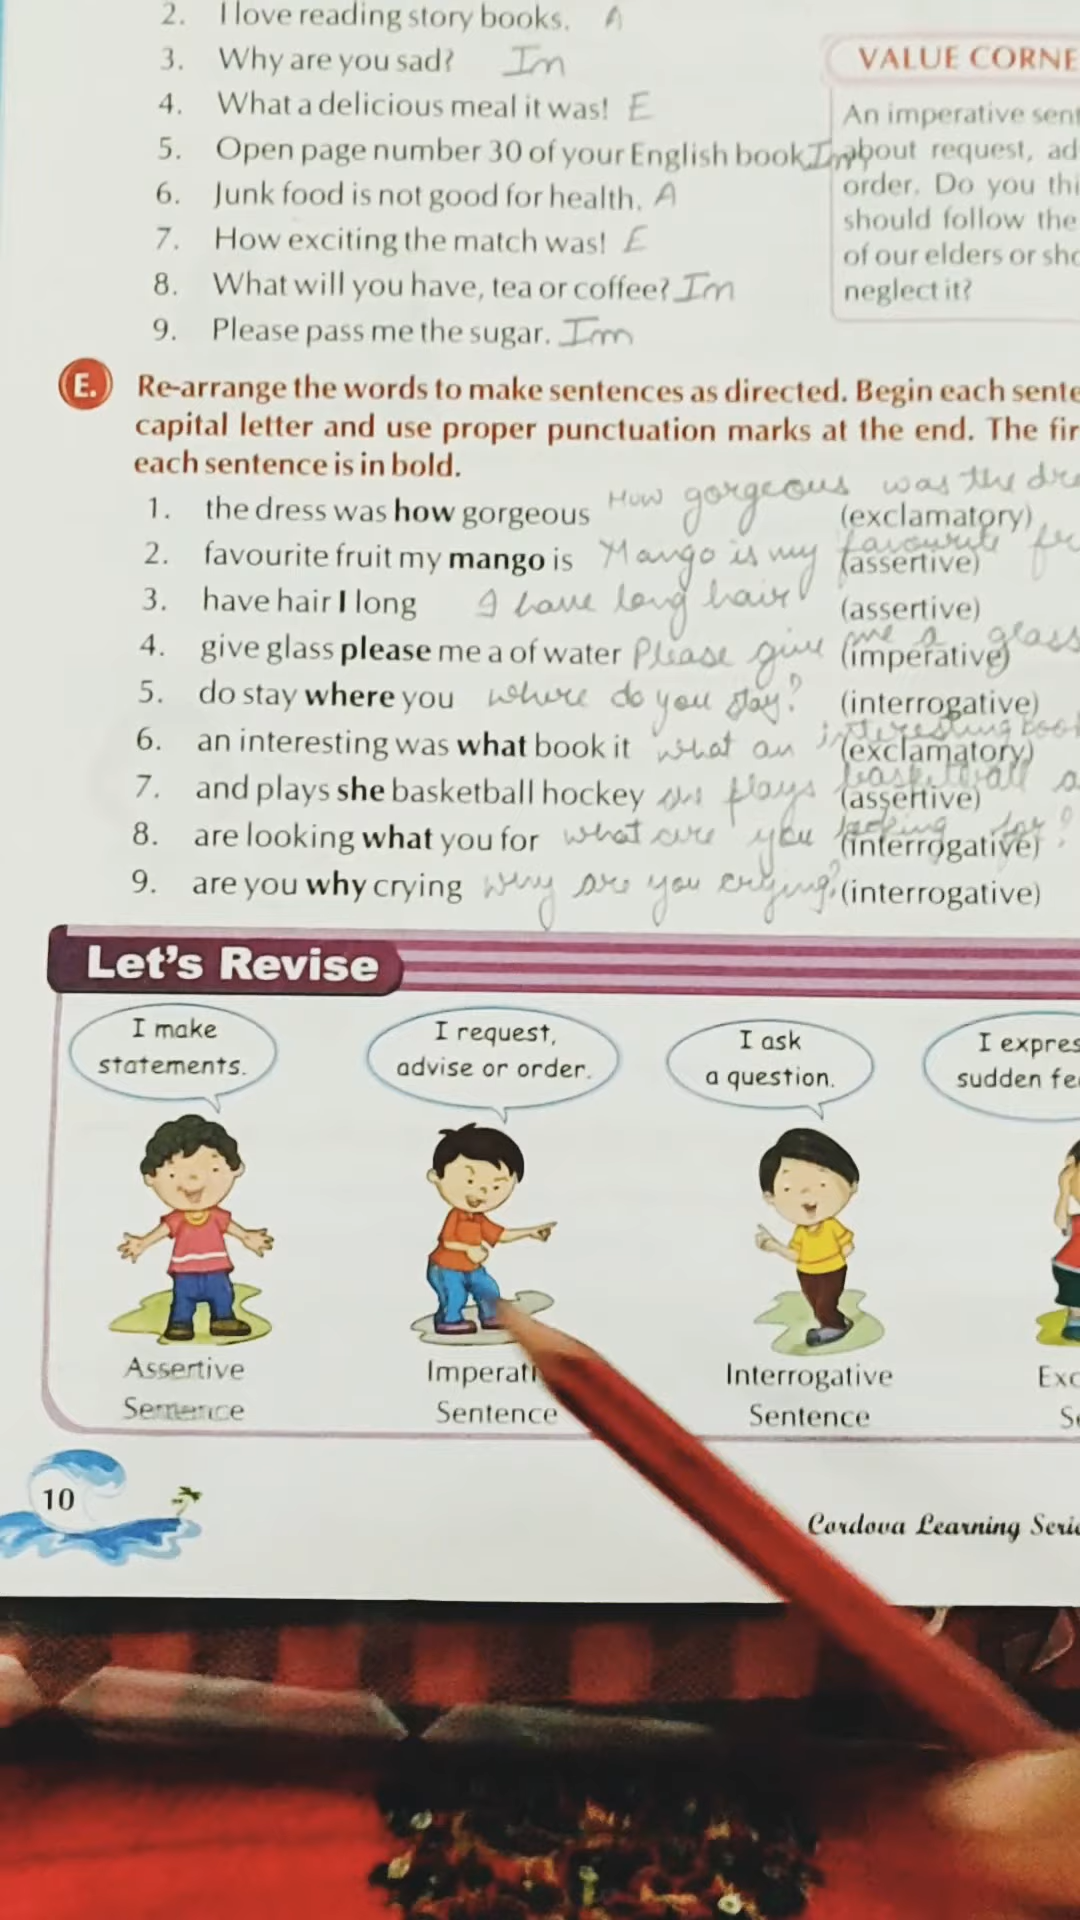 2. I love reading story books. A
3. Why are you sad? Im
4. What a delicious meal it was! E
5. Open page number 30 of your English book. Im
6. Junk food is not good for health. A
7. How exciting the match was! E
8. What will you have, tea or coffee? Im
9. Please pass me the sugar. Im
VALUE CORNE
An imperative sent
about request, ad
order. Do you thi
should follow the
of our elders or sho
neglect it?
E. Re-arrange the words to make sentences as directed. Begin each sente
capital letter and use proper punctuation marks at the end. The fir
each sentence is in bold.
1. the dress was how gorgeous How gorgeous was the dre (exclamatory)
2. favourite fruit my mango is Mango is my favourite fr (assertive)
3. have hair I long I have long hair (assertive)
4. give glass please me a of water Please give me a glass (imperative)
5. do stay where you where do you stay? (interrogative)
6. an interesting was what book it what an interesting book (exclamatory)
7. and plays she basketball hockey she plays basketball a (assertive)
8. are looking what you for what are you looking for? (interrogative)
9. are you why crying why are you crying? (interrogative)
Let's Revise
I make
statements.
I request,
advise or order.
I ask
a question.
I expres
sudden fe
Assertive
Sentence
Imperati
Sentence
Interrogative
Sentence
Exc
Se
10
Cordova Learning Serie